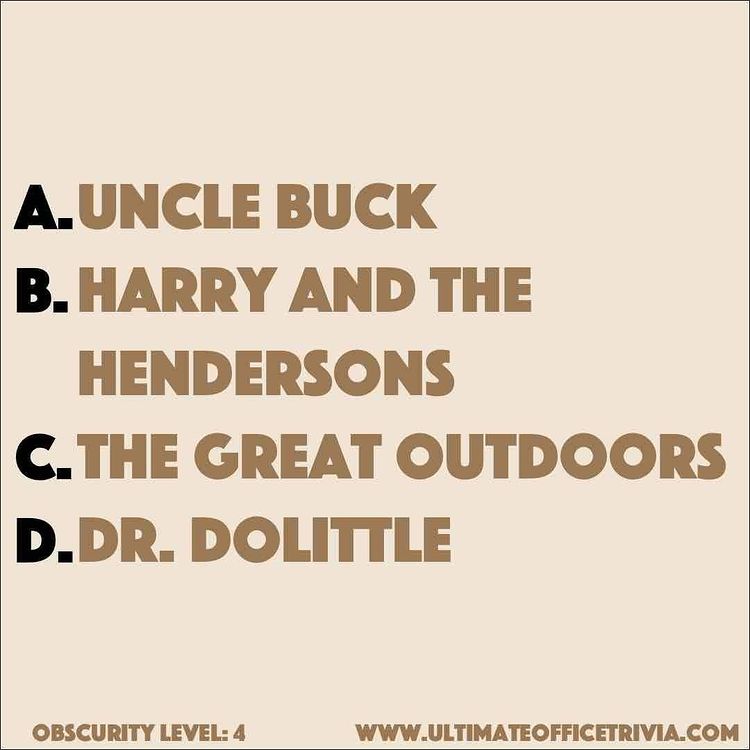 A. UNCLE BUCK
B. HARRY AND THE
HENDERSONS
C. THE GREAT OUTDOORS
D. DR. DOLITTLE
OBSCURITY LEVEL: 4 WWW.ULTIMATEOFFICETRIVIA.COM